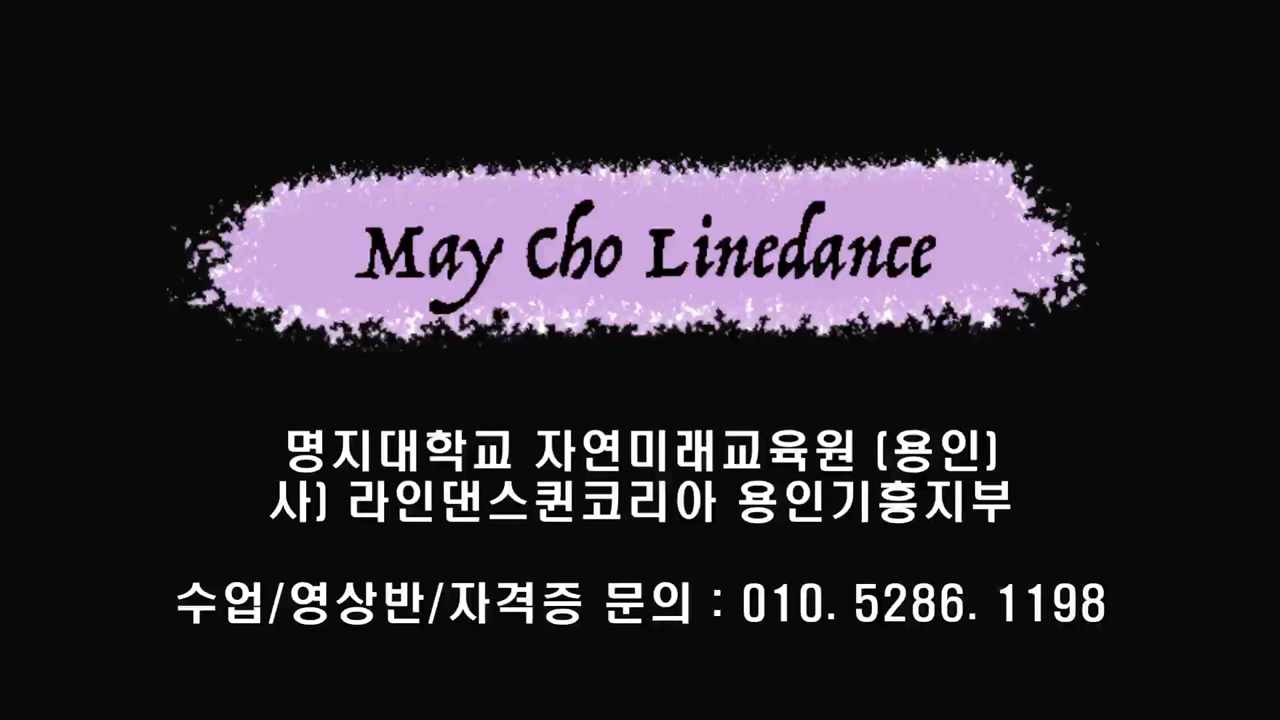 May Cho Linedance
명지대학교 자연미래교육원 (용인)
사) 라인댄스퀸코리아 용인기흥지부
수업/영상반/자격증 문의 : 010. 5286. 1198